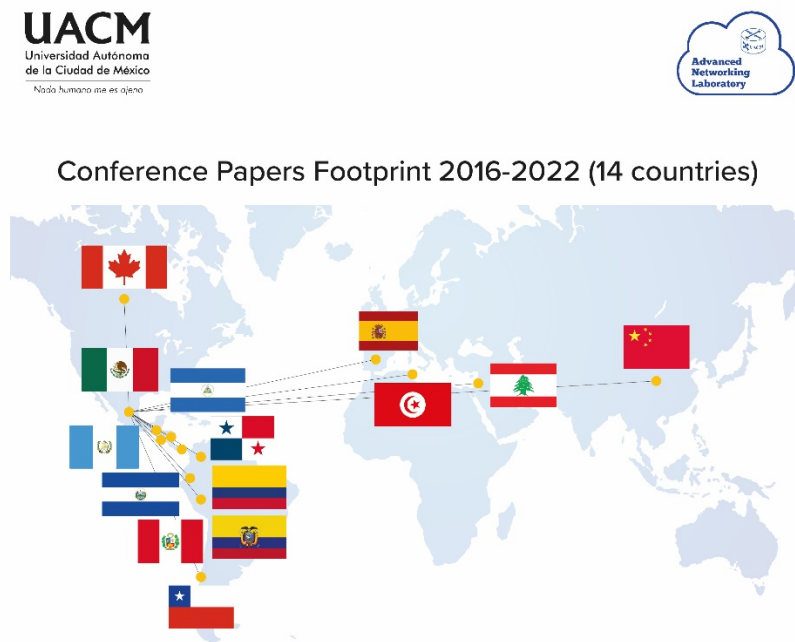 UACM
Universidad Autónoma
de la Ciudad de México
Nada humano me es ajeno
UACM
Advanced
Networking
Laboratory
Conference Papers Footprint 2016-2022 (14 countries)